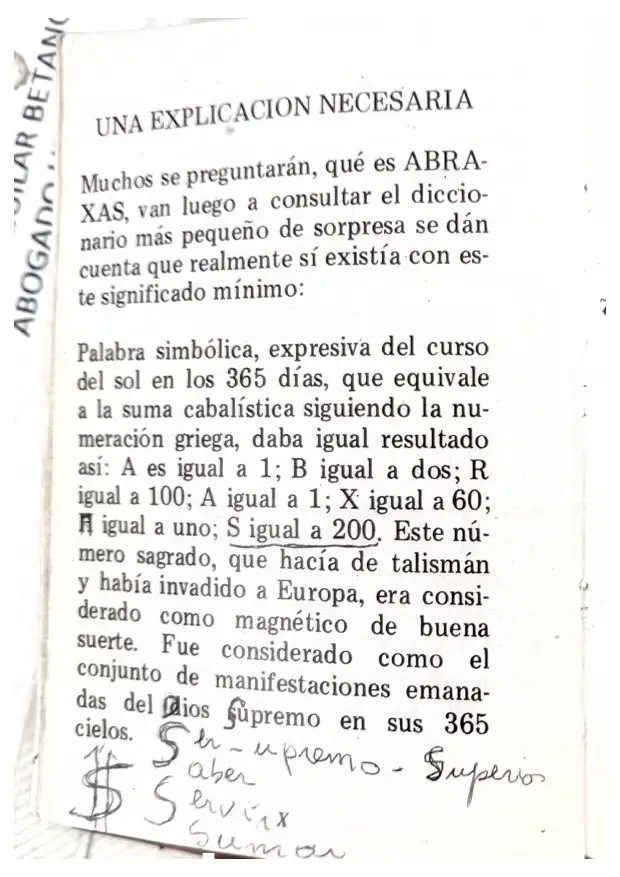 ABOGADO
UNA EXPLICACION NECESARIA
Muchos se preguntarán, qué es ABRA-
XAS, van luego a consultar el diccio-
nario más pequeño de sorpresa se dán
cuenta que realmente sí existía con es-
te significado mínimo:
Palabra simbólica, expresiva del curso
del sol en los 365 días, que equivale
a la suma cabalística siguiendo la nu-
meración griega, daba igual resultado
así: A es igual a 1; B igual a dos; R
igual a 100; A igual a 1; X igual a 60;
A igual a uno; S igual a 200. Este nú-
mero sagrado, que hacía de talismán
y había invadido a Europa, era consi-
derado como magnético de buena
suerte. Fue considerado como el
conjunto de manifestaciones emana-
das del Dios Supremo en sus 365
cielos.
Ser-upremo-Superior
Saber
$ Servir x
Sumar